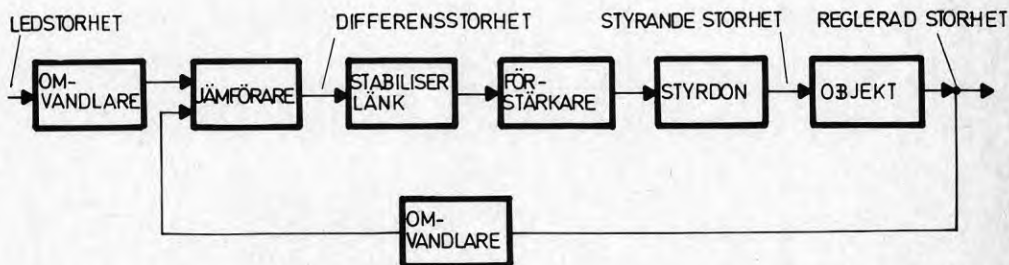 LEDSTORHET
DIFFERENSSTORHET
STYRANDE STORHET
REGLERAD STORHET
OM-
VANDLARE
JÄMFÖRARE
STABILISER
LÄNK
FÖR-
STÄRKARE
STYRDON
OBJEKT
OM-
VANDLARE